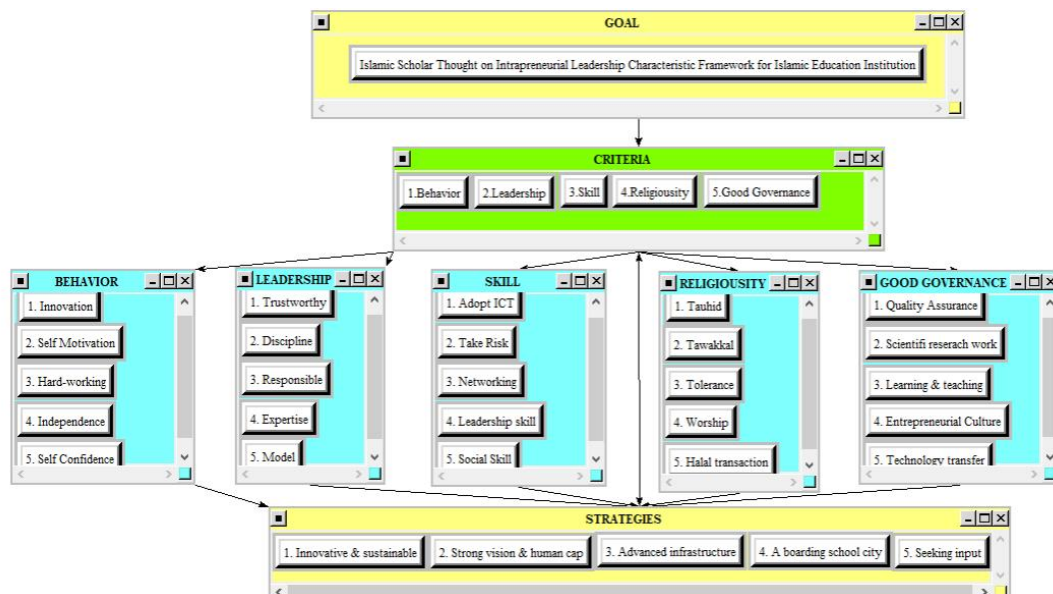 GOAL
Islamic Scholar Thought on Intrapreneurial Leadership Characteristic Framework for Islamic Education Institution
CRITERIA
1.Behavior
2.Leadership
3.Skill
4.Religiousity
5.Good Governance
BEHAVIOR
1. Innovation
2. Self Motivation
3. Hard-working
4. Independence
5. Self Confidence
LEADERSHIP
1. Trustworthy
2. Discipline
3. Responsible
4. Expertise
5. Model
SKILL
1. Adopt ICT
2. Take Risk
3. Networking
4. Leadership skill
5. Social Skill
RELIGIOUSITY
1. Tauhid
2. Tawakkal
3. Tolerance
4. Worship
5. Halal transaction
GOOD GOVERNANCE
1. Quality Assurance
2. Scientifi reserach work
3. Learning & teaching
4. Entrepreneurial Culture
5. Technology transfer
STRATEGIES
1. Innovative & sustainable
2. Strong vision & human cap
3. Advanced infrastructure
4. A boarding school city
5. Seeking input